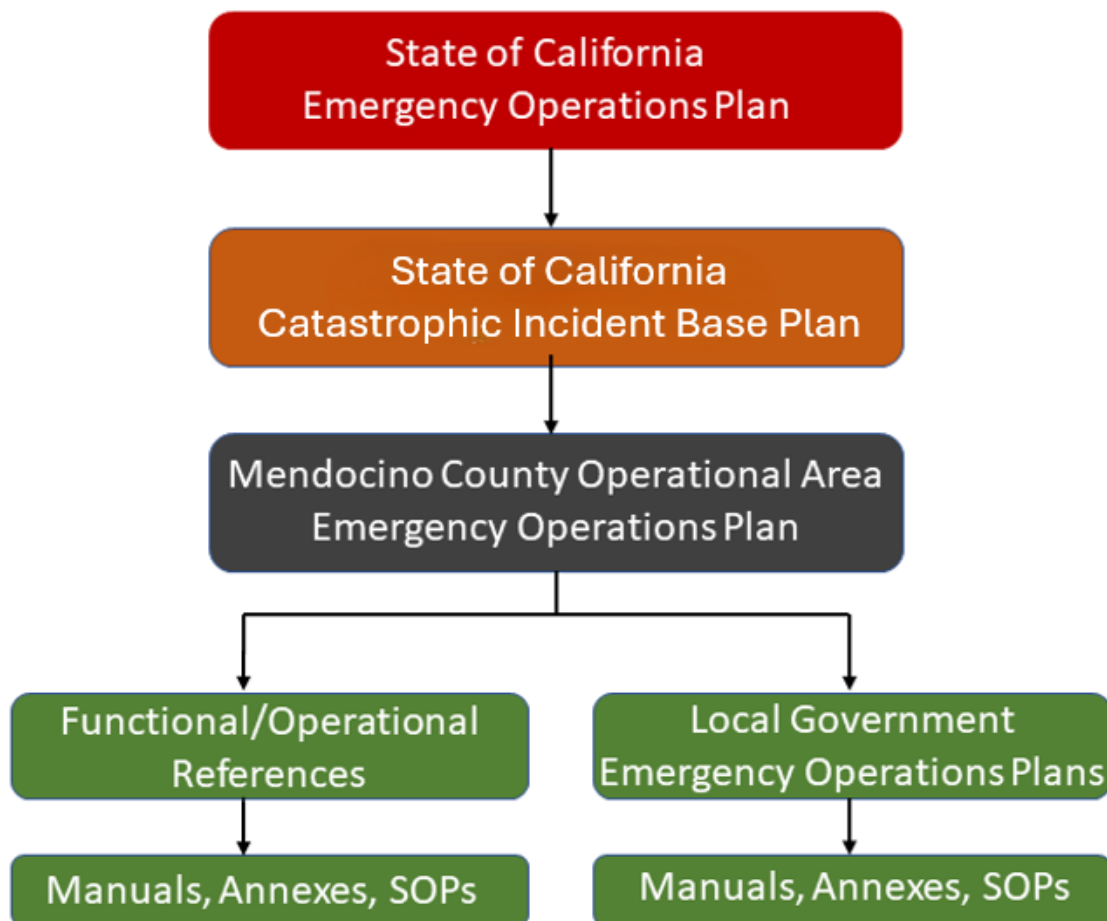 State of California
Emergency Operations Plan
State of California
Catastrophic Incident Base Plan
Mendocino County Operational Area
Emergency Operations Plan
Functional/Operational
References
Local Government
Emergency Operations Plans
Manuals, Annexes, SOPs
Manuals, Annexes, SOPs